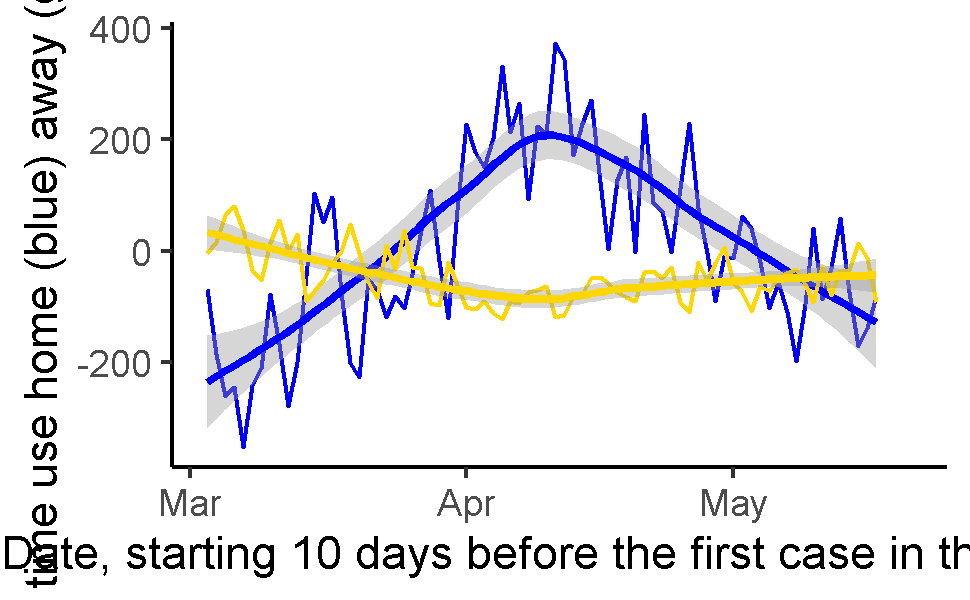 time use home (blue) away (
400
200
0
-200
Mar Apr May
Date, starting 10 days before the first case in th